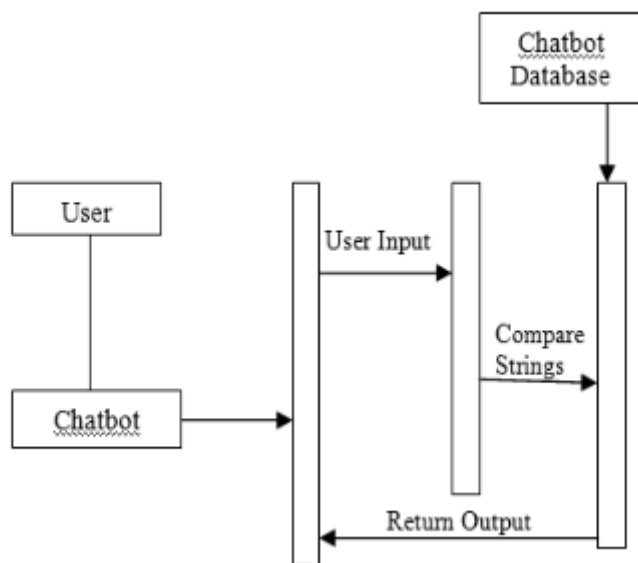 Chatbot
Database
User
User Input
Compare
Strings
Chatbot
Return Output